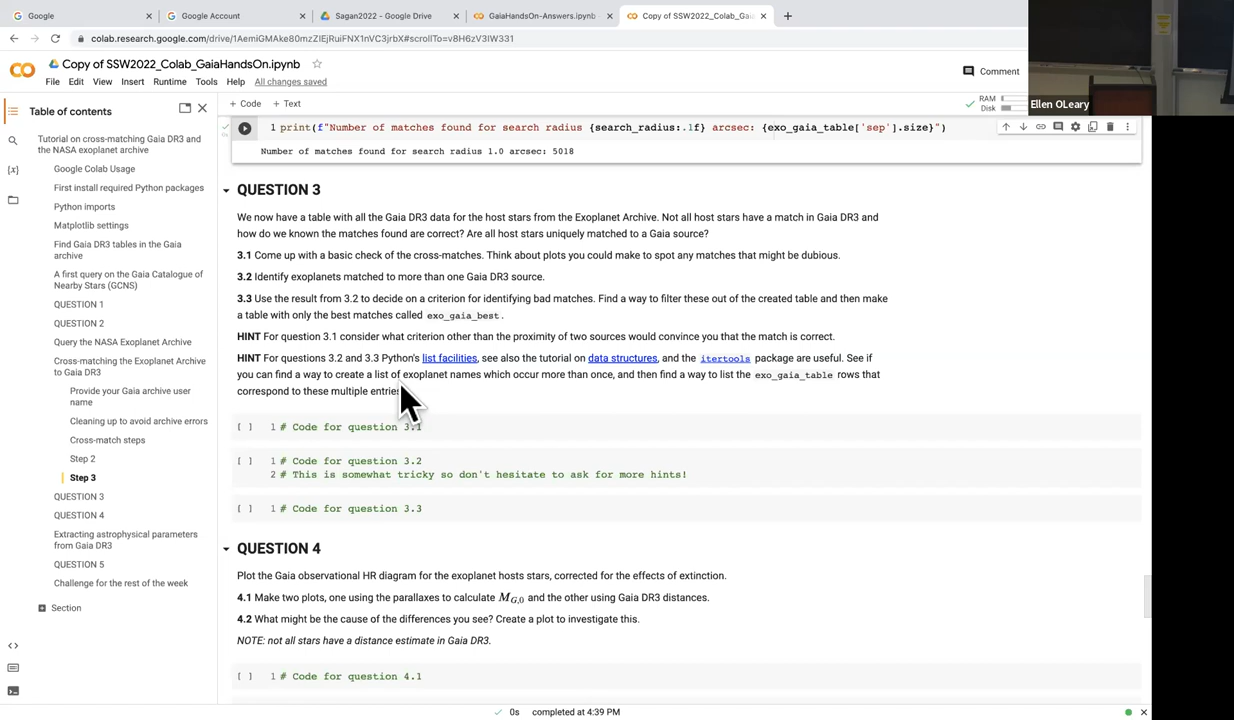 Google
Google Account
Sagan2022 – Google Drive
GaiaHandsOn-Answers.ipynb -
Copy of SSW2022_Colab_Gai
colab.research.google.com/drive/1AemiGMAke80mzZIEjRuiFNX1nVC3jrbX#scrollTo=v8H6zV3IW331
Copy of SSW2022_Colab_GaiaHandsOn.ipynb
File Edit View Insert Runtime Tools Help All changes saved
Comment
Ellen OLeary
+ Code + Text
RAM
Disk
Table of contents
Tutorial on cross-matching Gaia DR3 and
the NASA exoplanet archive
Google Colab Usage
First install required Python packages
Python imports
Matplotlib settings
Find Gaia DR3 tables in the Gaia
archive
A first query on the Gaia Catalogue of
Nearby Stars (GCNS)
QUESTION 1
QUESTION 2
Query the NASA Exoplanet Archive
Cross-matching the Exoplanet Archive
to Gaia DR3
Provide your Gaia archive user
name
Cleaning up to avoid archive errors
Cross-match steps
Step 2
Step 3
QUESTION 3
QUESTION 4
Extracting astrophysical parameters
from Gaia DR3
QUESTION 5
Challenge for the rest of the week
Section
1 print(f"Number of matches found for search radius {search_radius:.1f} arcsec: {exo_gaia_table['sep'].size}")
Number of matches found for search radius 1.0 arcsec: 5018
QUESTION 3
We now have a table with all the Gaia DR3 data for the host stars from the Exoplanet Archive. Not all host stars have a match in Gaia DR3 and
how do we known the matches found are correct? Are all host stars uniquely matched to a Gaia source?
3.1 Come up with a basic check of the cross-matches. Think about plots you could make to spot any matches that might be dubious.
3.2 Identify exoplanets matched to more than one Gaia DR3 source.
3.3 Use the result from 3.2 to decide on a criterion for identifying bad matches. Find a way to filter these out of the created table and then make
a table with only the best matches called exo_gaia_best.
HINT For question 3.1 consider what criterion other than the proximity of two sources would convince you that the match is correct.
HINT For questions 3.2 and 3.3 Python's list facilities, see also the tutorial on data structures, and the itertools package are useful. See if
you can find a way to create a list of exoplanet names which occur more than once, and then find a way to list the exo_gaia_table rows that
correspond to these multiple entries
[ ] 1 # Code for question 3.1
[ ] 1 # Code for question 3.2
2 # This is somewhat tricky so don't hesitate to ask for more hints!
[ ] 1 # Code for question 3.3
QUESTION 4
Plot the Gaia observational HR diagram for the exoplanet hosts stars, corrected for the effects of extinction.
4.1 Make two plots, one using the parallaxes to calculate M_{G,0} and the other using Gaia DR3 distances.
4.2 What might be the cause of the differences you see? Create a plot to investigate this.
NOTE: not all stars have a distance estimate in Gaia DR3.
[ ] 1 # Code for question 4.1
0s completed at 4:39 PM